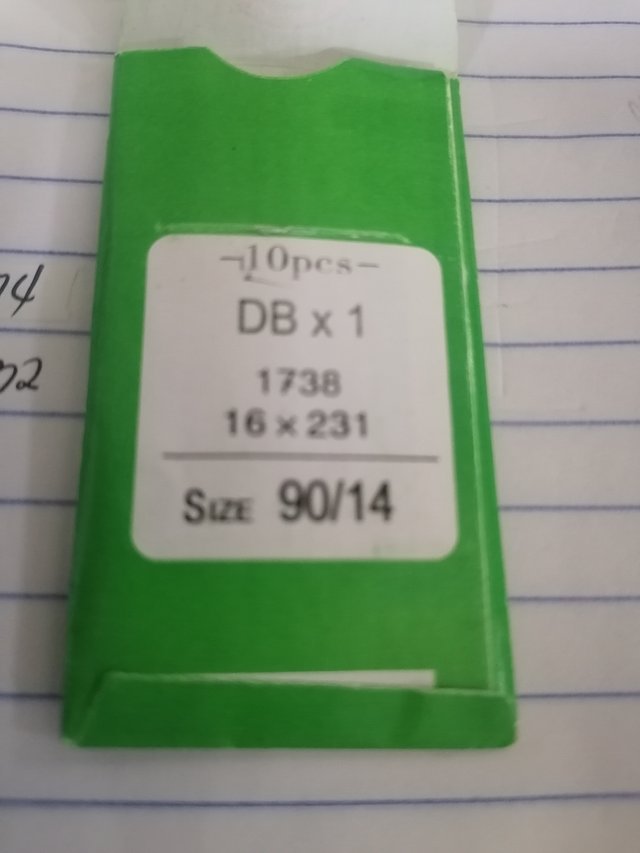 -10pcs-
DB x 1
1738
16 x 231
SIZE 90/14